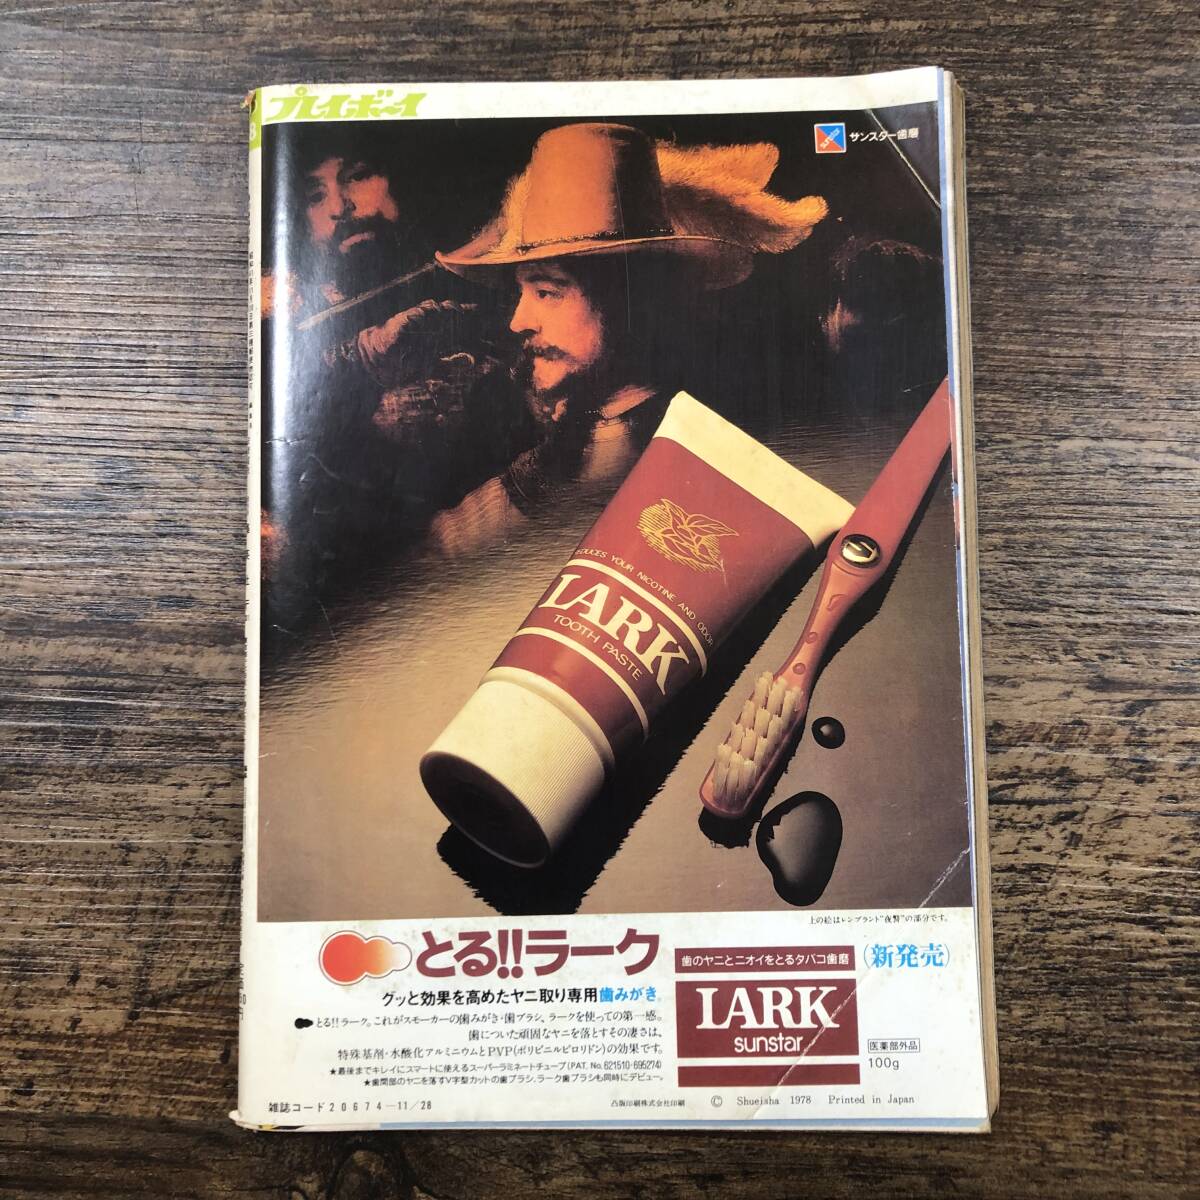 プレイボーイ
サンスター歯磨
REDUCES YOUR NICOTINE AND ODOR
LARK
TOOTH PASTE
上の絵はレンブラント"夜警"の部分です。
とる!!ラーク
グッと効果を高めたヤニ取り専用歯みがき。
とる!!ラーク。これがスモーカーの歯みがき・歯ブラシ、ラークを使っての第一感。
歯についた頑固なヤニを落とすその凄さは、
特殊基剤・水酸化アルミニウムとPVP(ポリビニルピロリドン)の効果です。
★最後までキレイにスマートに使えるスーパーラミネートチューブ(PAT. No.621510・695274)
★歯間部のヤニを落すV字型カットの歯ブラシ、ラーク歯ブラシも同時にデビュー。
歯のヤニとニオイをとるタバコ歯磨
(新発売)
LARK
sunstar
医薬部外品
100g
雑誌コード20674-11/28
凸版印刷株式会社印刷
© Shueisha 1978 Printed in Japan